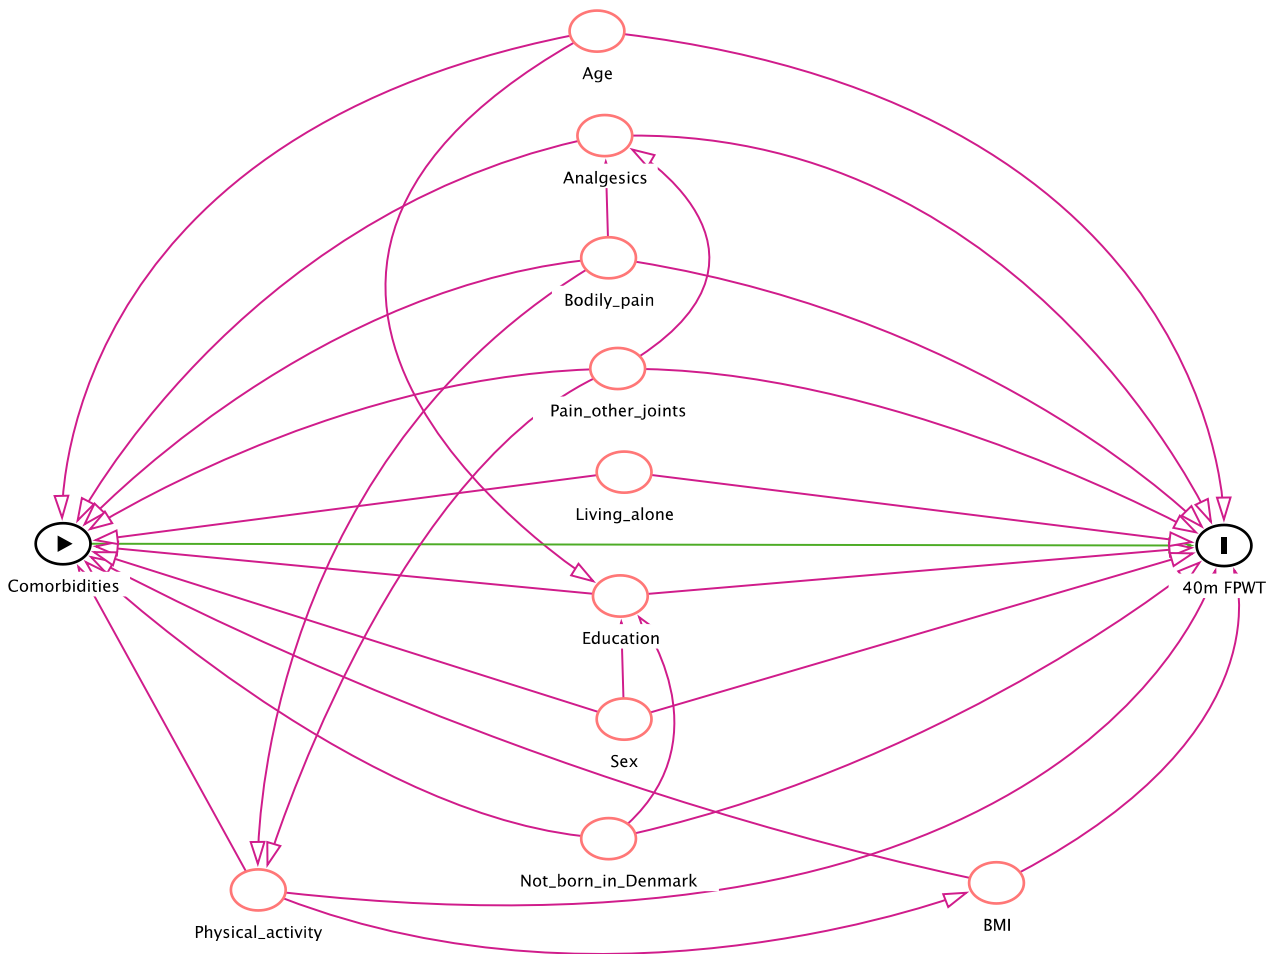 Age
Analgesics
Bodily_pain
Pain_other_joints
Living_alone
Comorbidities
40m FPWT
Education
Sex
Not_born_in_Denmark
Physical_activity
BMI